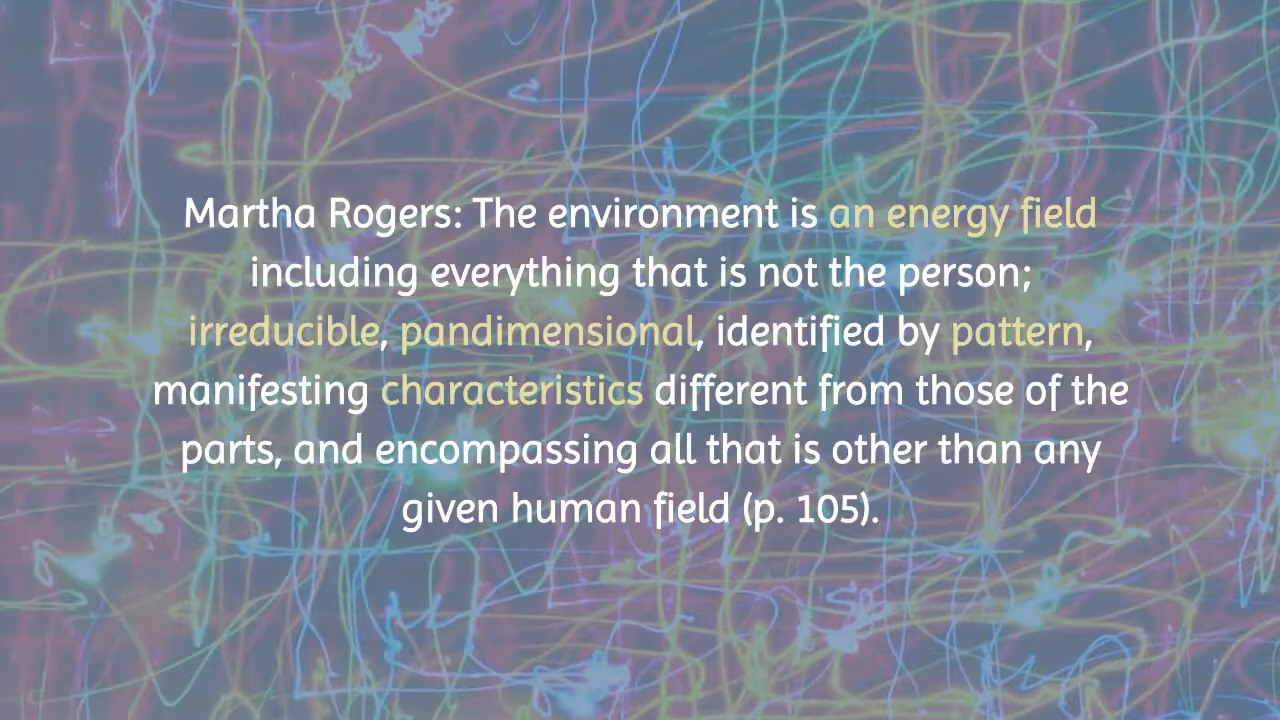 Martha Rogers: The environment is an energy field
including everything that is not the person;
irreducible, pandimensional, identified by pattern,
manifesting characteristics different from those of the
parts, and encompassing all that is other than any
given human field (p. 105).